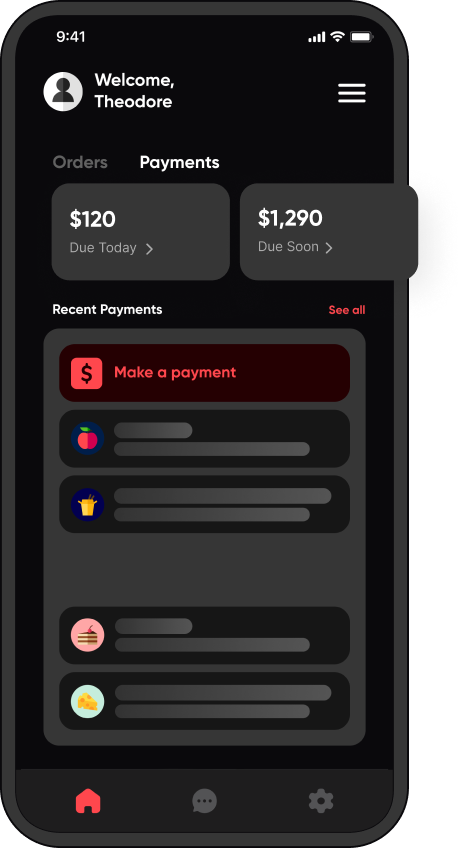 9:41
Welcome,
Theodore
Orders Payments
$120
Due Today
$1,290
Due Soon
Recent Payments See all
$ Make a payment